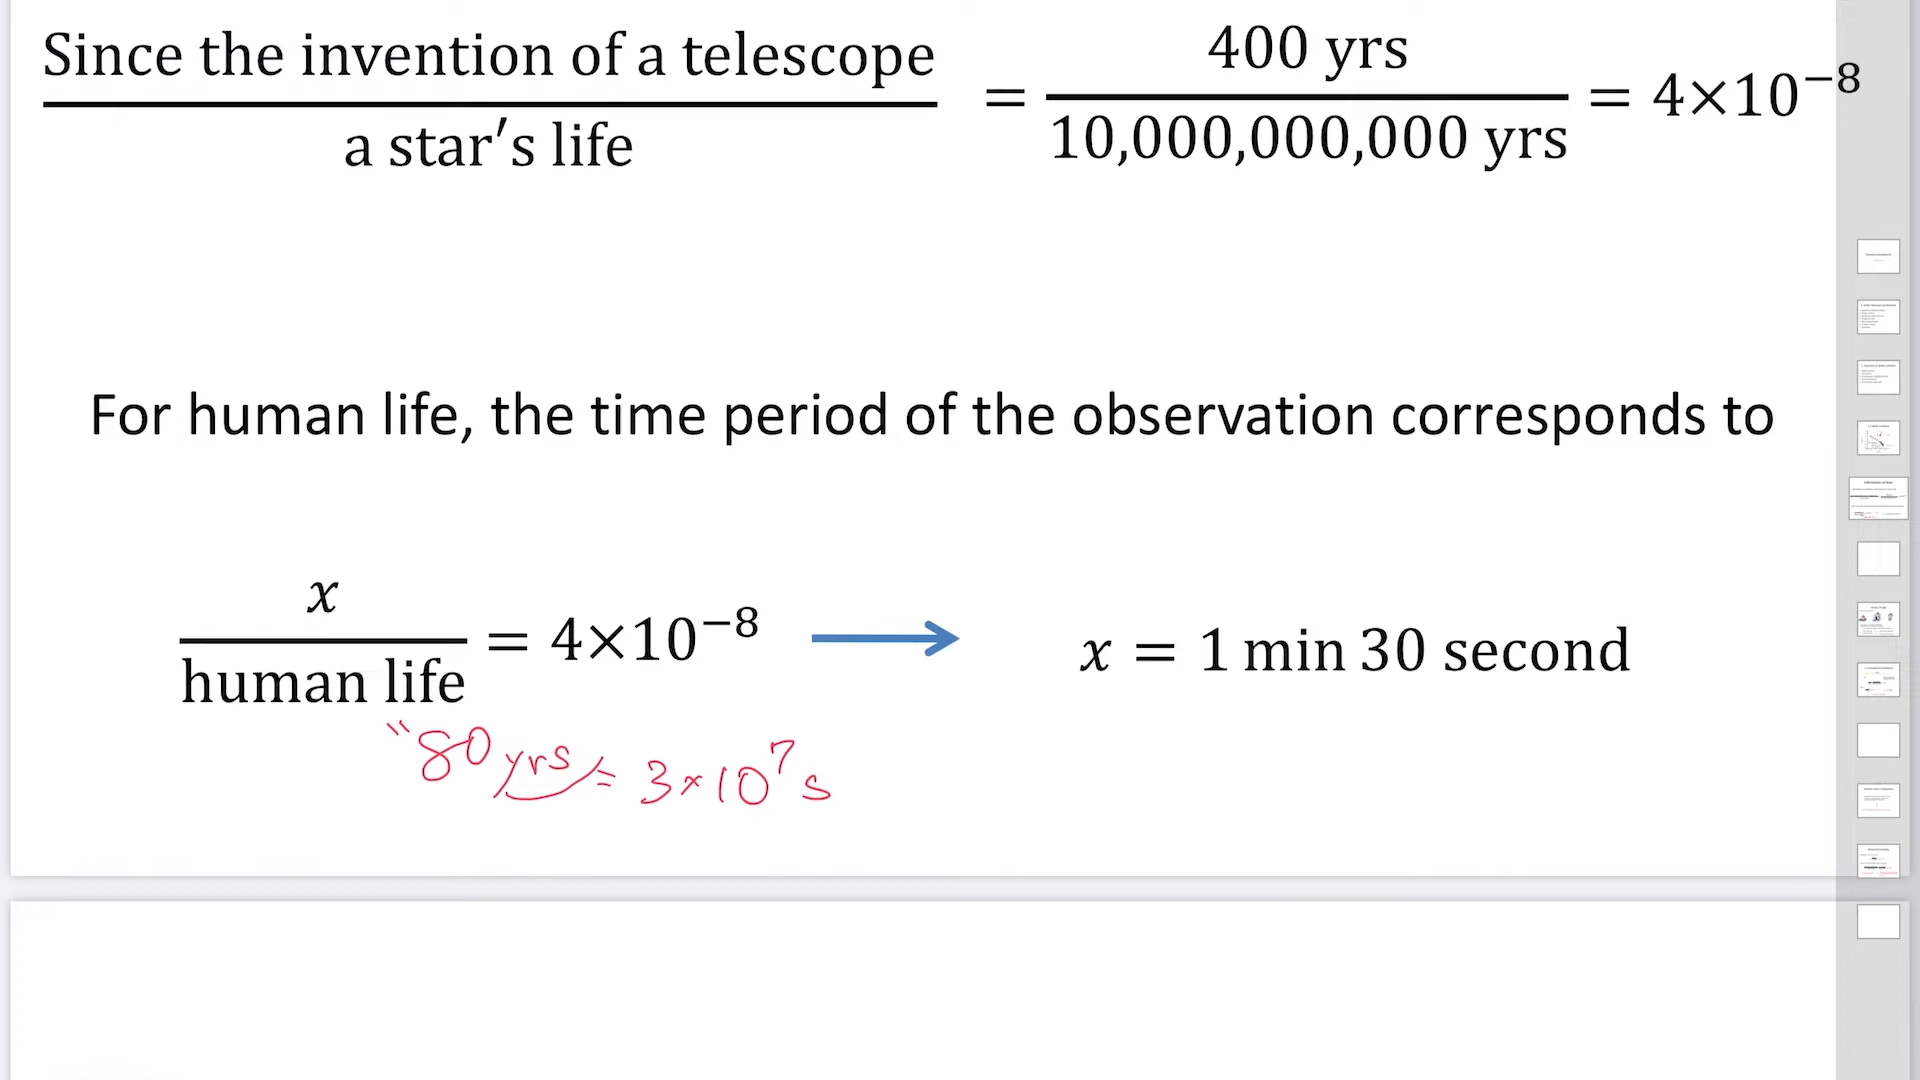 Since the invention of a telescope
a star′s life
= 400 yrs
10,000,000,000 yrs
= 4×10⁻⁸
For human life, the time period of the observation corresponds to
x
human life
= 4×10⁻⁸
x = 1 min 30 second
" 80 yrs = 3×10⁷ s